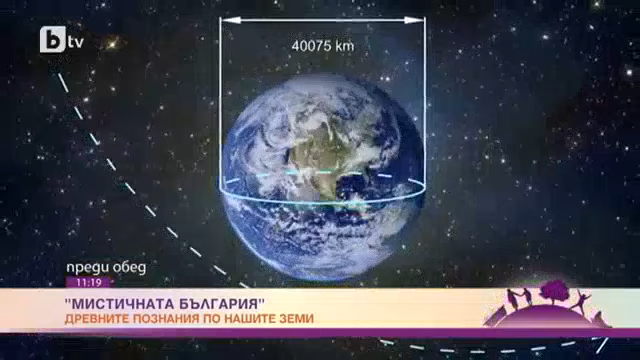 btv
40075 km
преди обед
11:19
"МИСТИЧНАТА БЪЛГАРИЯ"
ДРЕВНИТЕ ПОЗНАНИЯ ПО НАШИТЕ ЗЕМИ